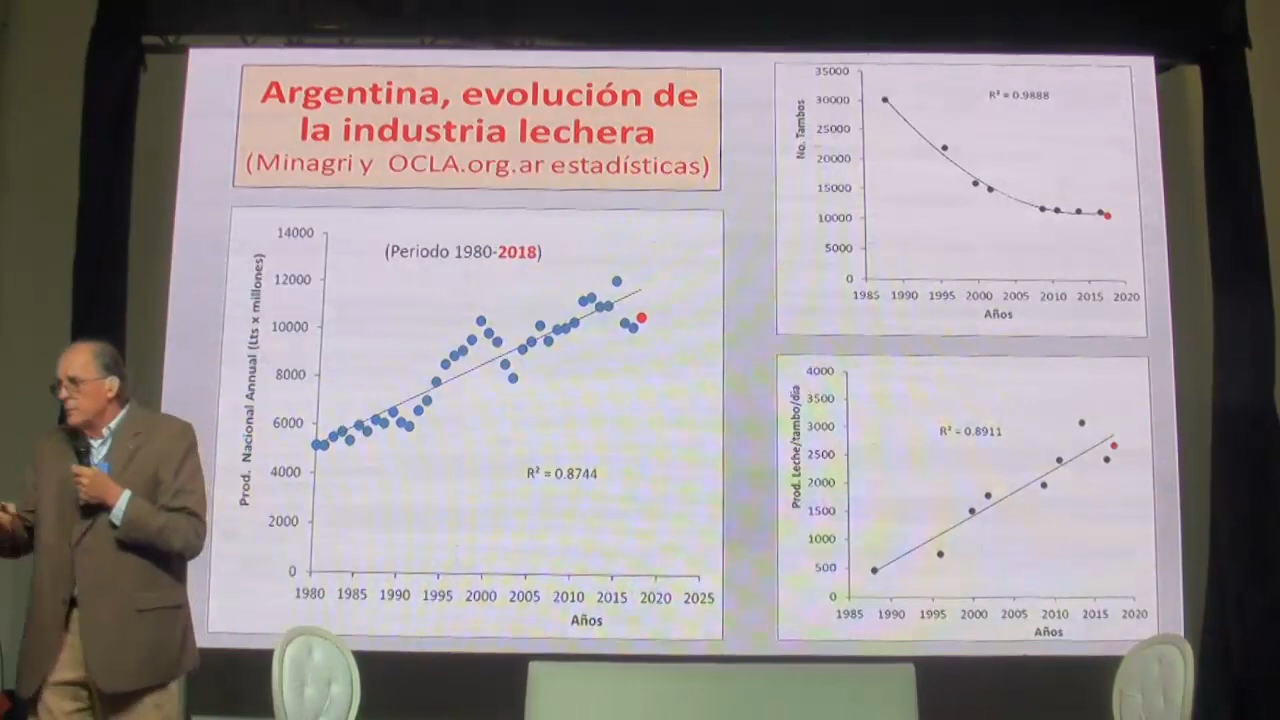 Argentina, evolución de
la industria lechera
(Minagri y OCLA.org.ar estadísticas)
(Periodo 1980-2018)
Prod. Nacional Annual (Lts x millones)
14000
12000
10000
8000
6000
4000
2000
0
R² = 0.8744
1980 1985 1990 1995 2000 2005 2010 2015 2020 2025
Años
No. Tambos
35000
30000
25000
20000
15000
10000
5000
0
R² = 0.9888
1985 1990 1995 2000 2005 2010 2015 2020
Años
Prod. Leche/tambo/día
4000
3500
3000
2500
2000
1500
1000
500
0
R² = 0.8911
1985 1990 1995 2000 2005 2010 2015 2020
Años